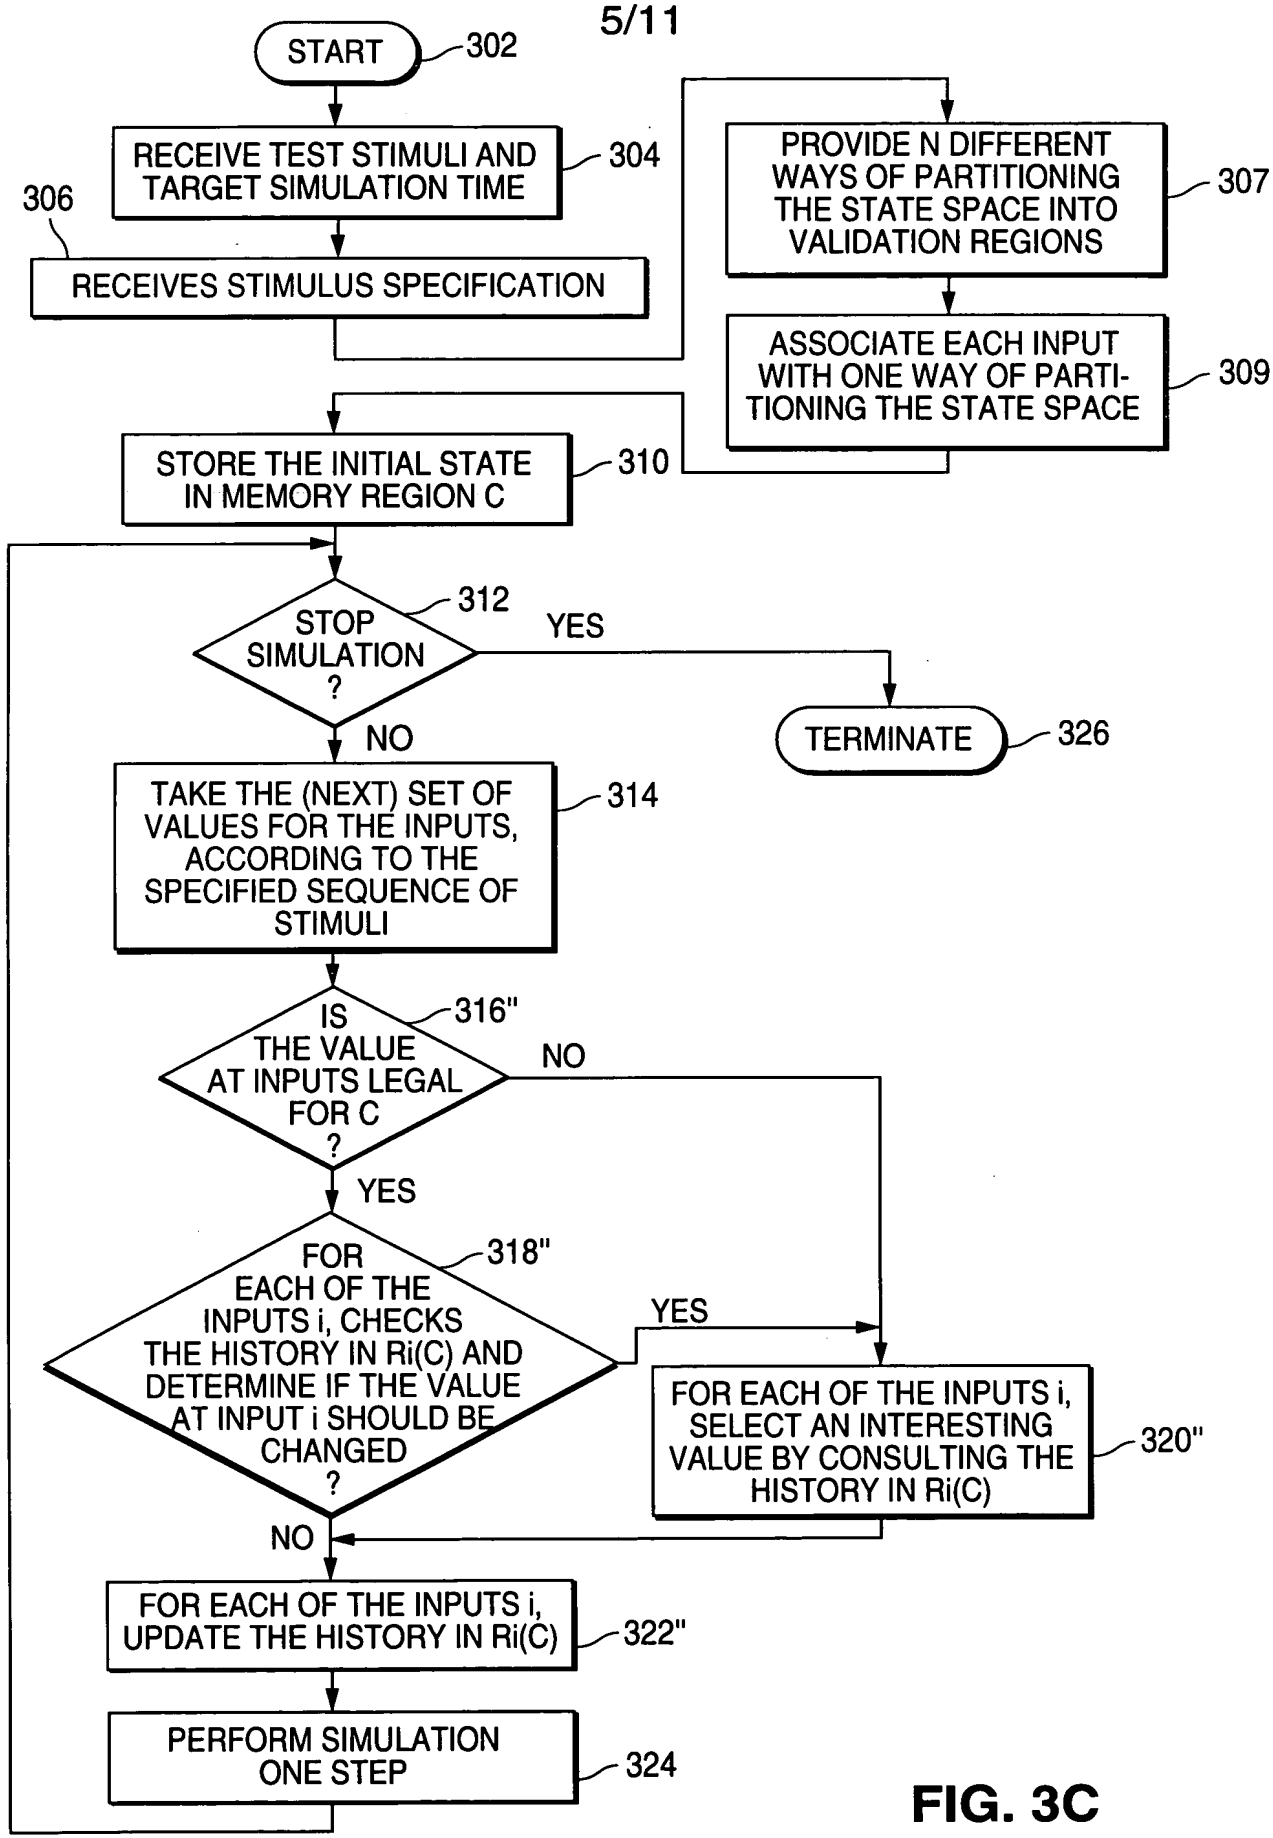 5/11
START
302
RECEIVE TEST STIMULI AND
TARGET SIMULATION TIME
304
306
RECEIVES STIMULUS SPECIFICATION
PROVIDE N DIFFERENT
WAYS OF PARTITIONING
THE STATE SPACE INTO
VALIDATION REGIONS
307
ASSOCIATE EACH INPUT
WITH ONE WAY OF PARTI-
TIONING THE STATE SPACE
309
STORE THE INITIAL STATE
IN MEMORY REGION C
310
STOP
SIMULATION
?
312
YES
TERMINATE
326
NO
TAKE THE (NEXT) SET OF
VALUES FOR THE INPUTS,
ACCORDING TO THE
SPECIFIED SEQUENCE OF
STIMULI
314
IS
THE VALUE
AT INPUTS LEGAL
FOR C
?
316"
NO
YES
FOR
EACH OF THE
INPUTS i, CHECKS
THE HISTORY IN Ri(C) AND
DETERMINE IF THE VALUE
AT INPUT i SHOULD BE
CHANGED
?
318"
YES
FOR EACH OF THE INPUTS i,
SELECT AN INTERESTING
VALUE BY CONSULTING THE
HISTORY IN Ri(C)
320"
NO
FOR EACH OF THE INPUTS i,
UPDATE THE HISTORY IN Ri(C)
322"
PERFORM SIMULATION
ONE STEP
324
FIG. 3C